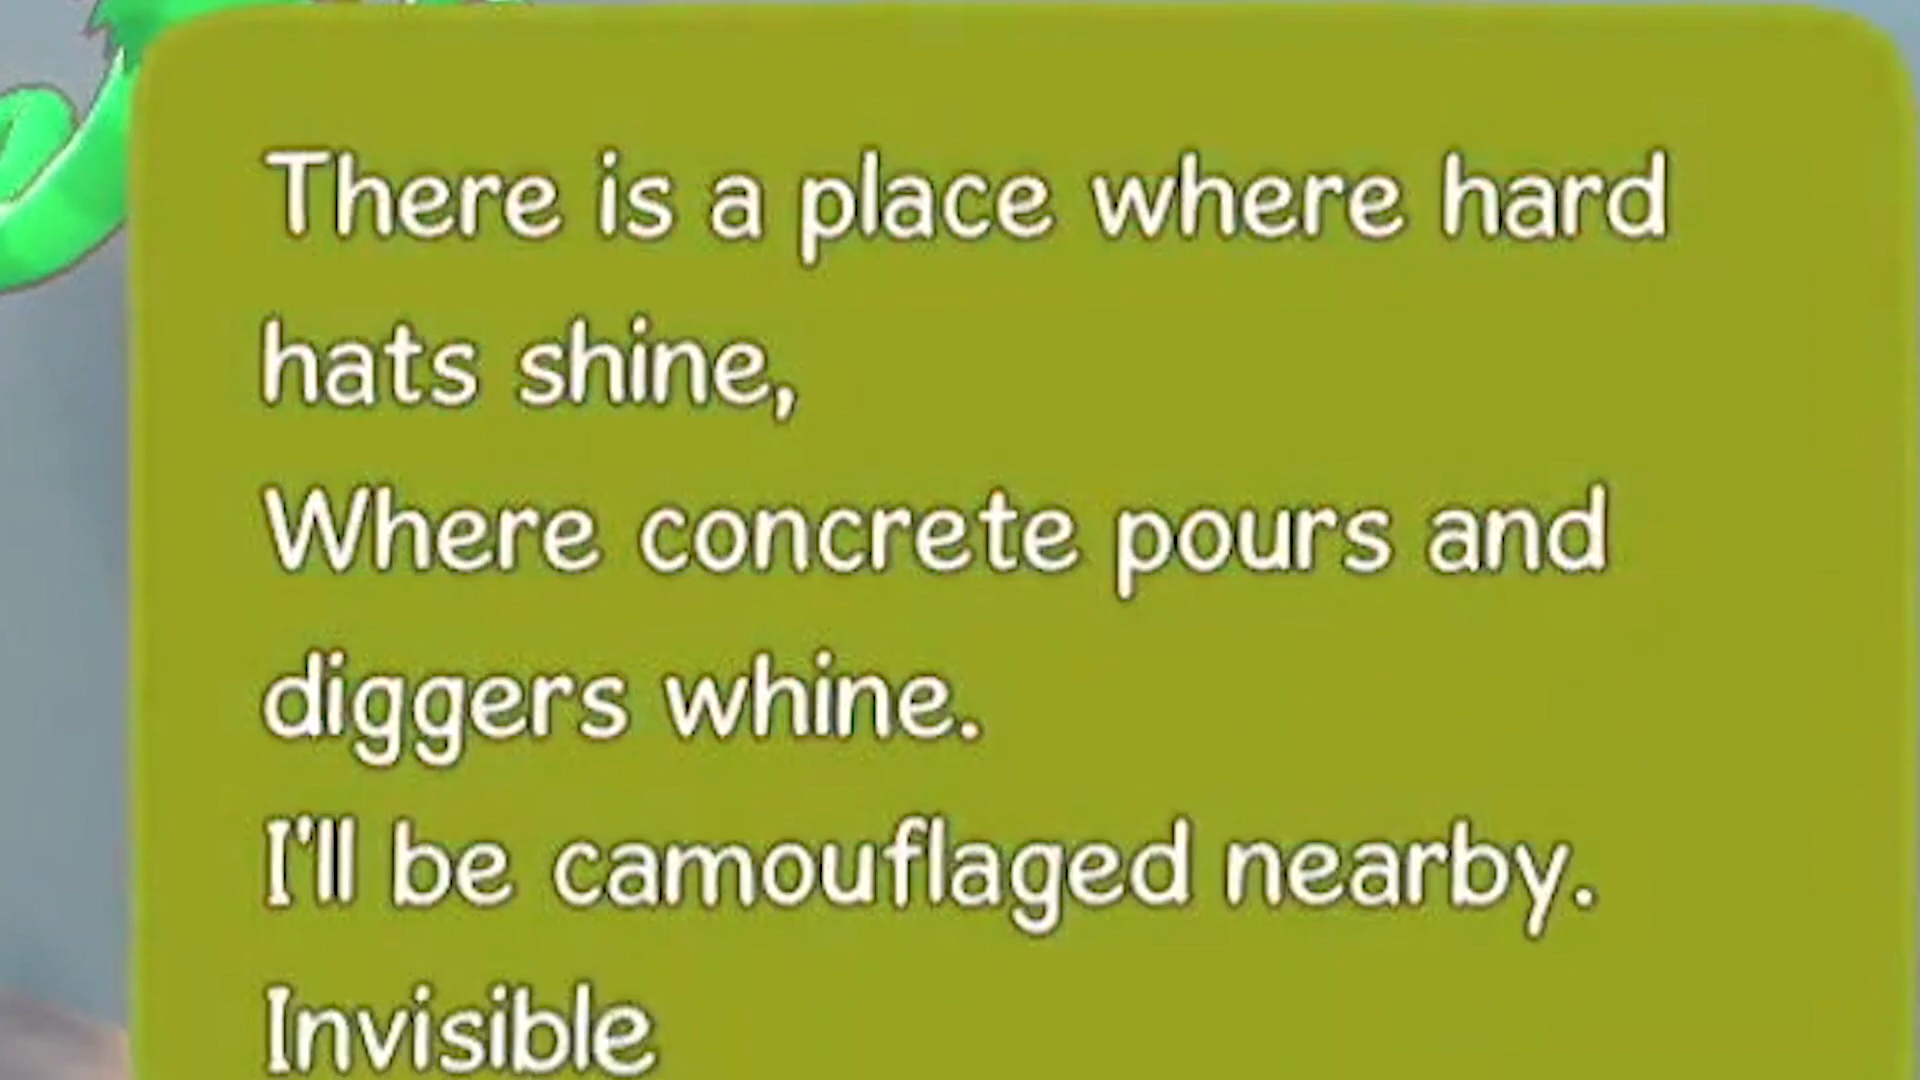 There is a place where hard
hats shine,
Where concrete pours and
diggers whine.
I'll be camouflaged nearby.
Invisible